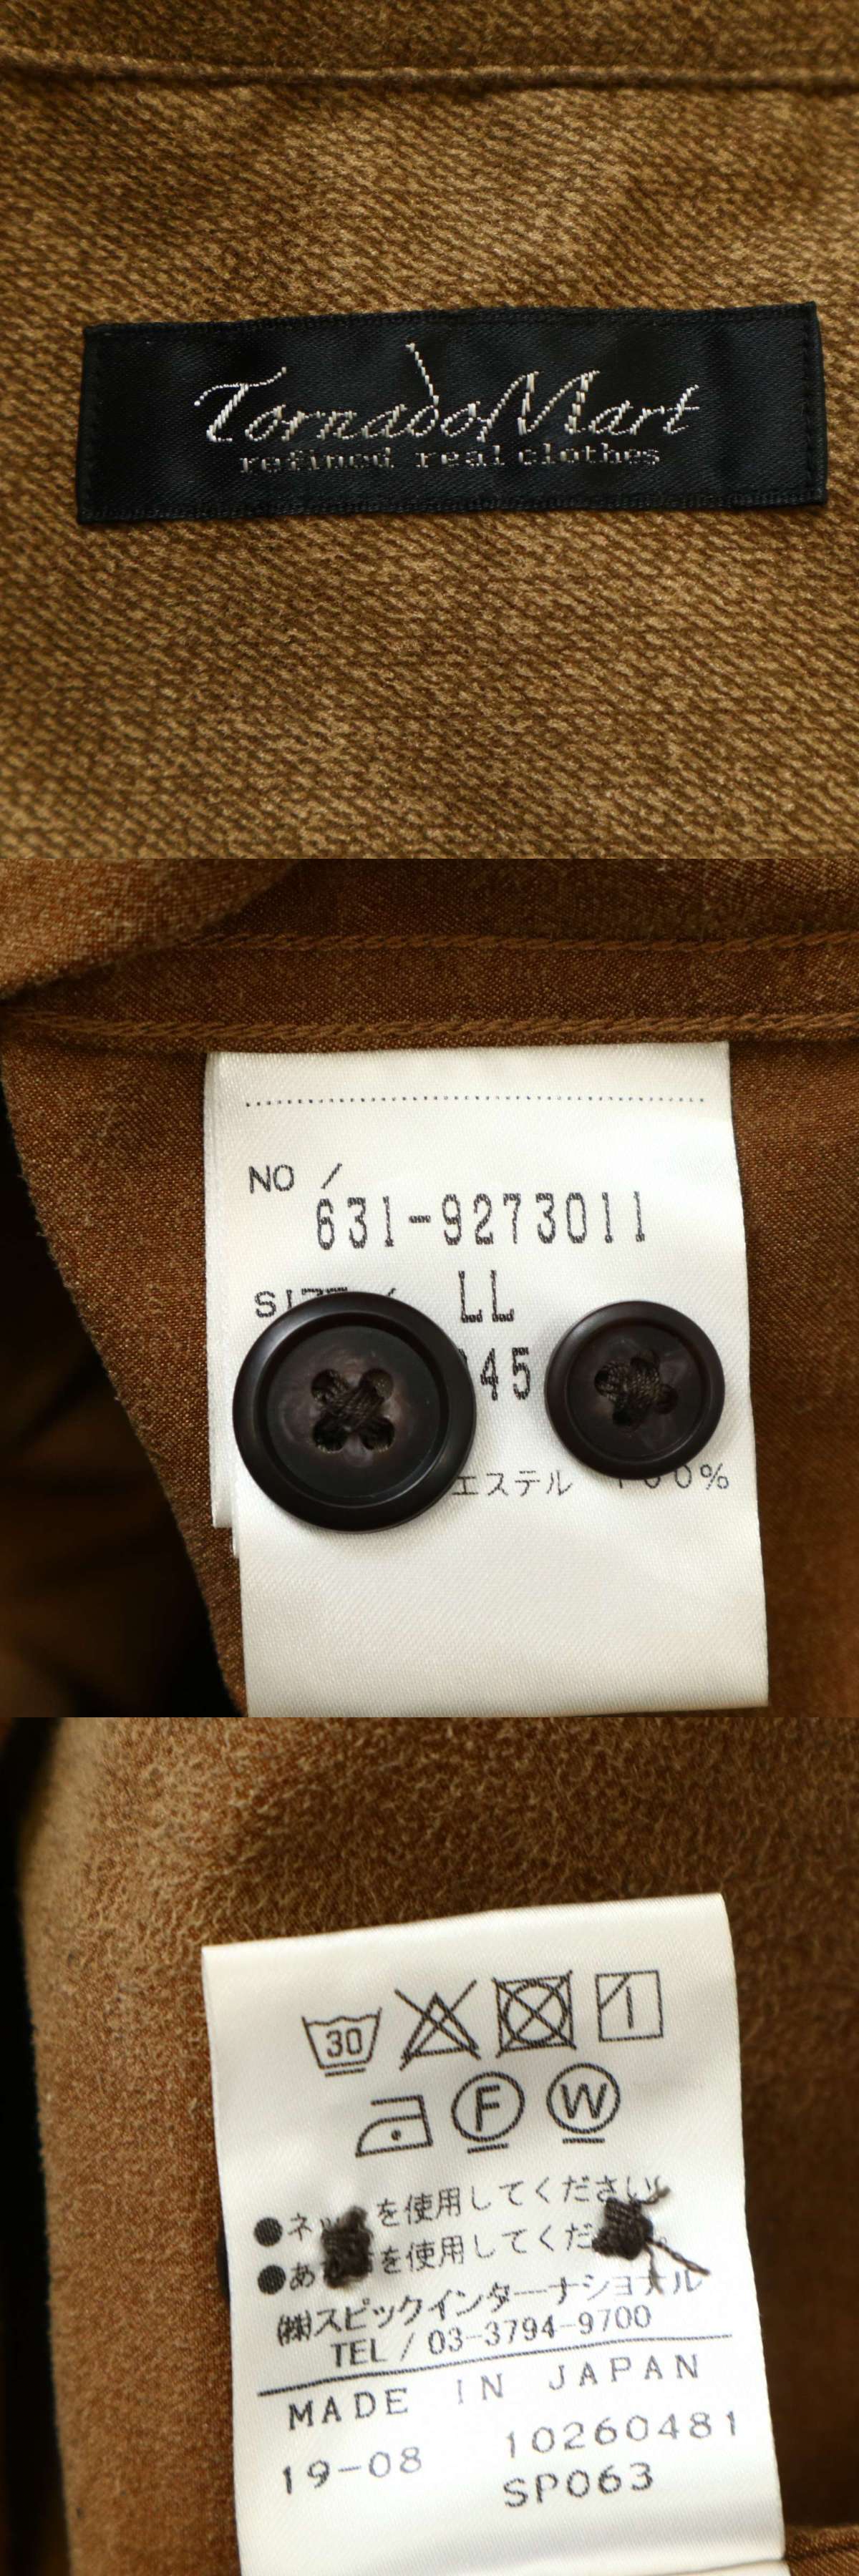 TornadoMart
refined real clothes
NO /
631-9273011
LL
45
エステル 100%
30
F W
●ネッ を使用してください
●あ を使用してくだ
㈱スピックインターナショナル
TEL / 03-3794-9700
MADE IN JAPAN
19-08 10260481
SP063